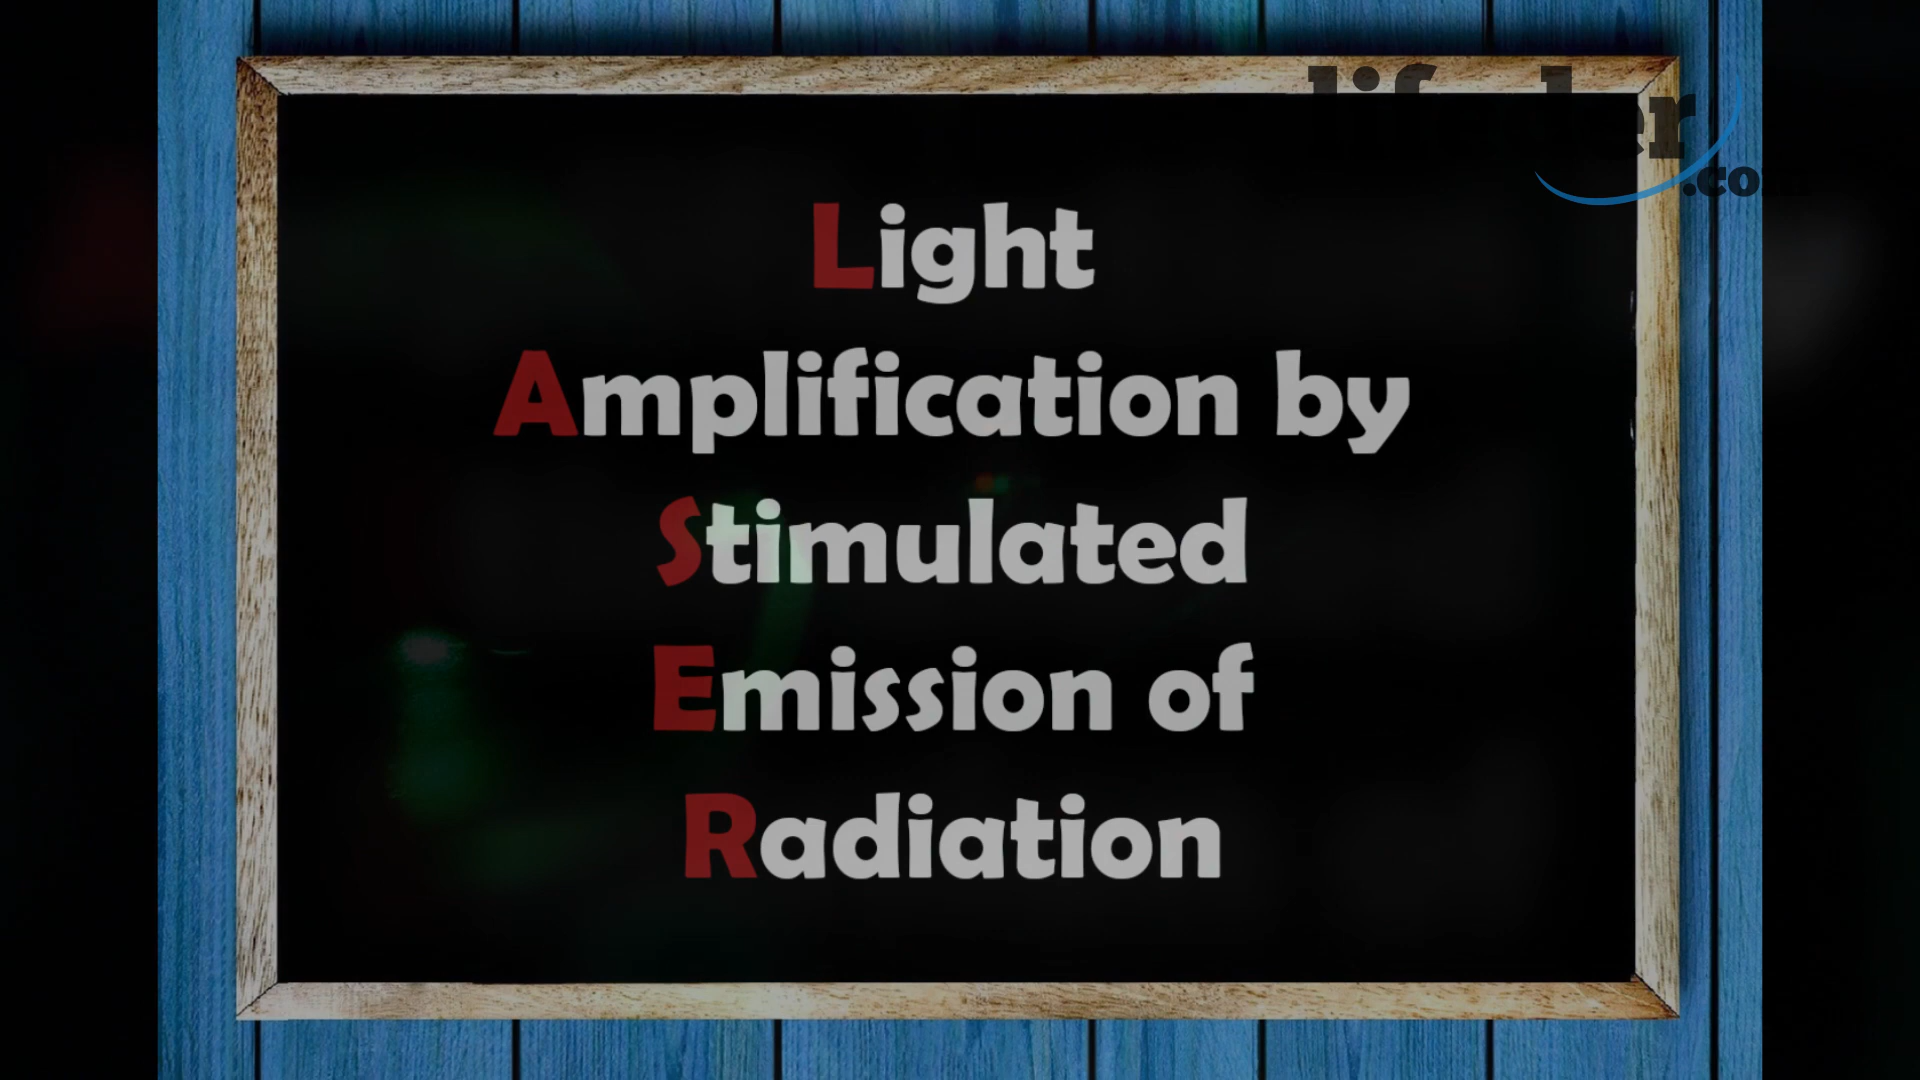 Light
Amplification by
Stimulated
Emission of
Radiation